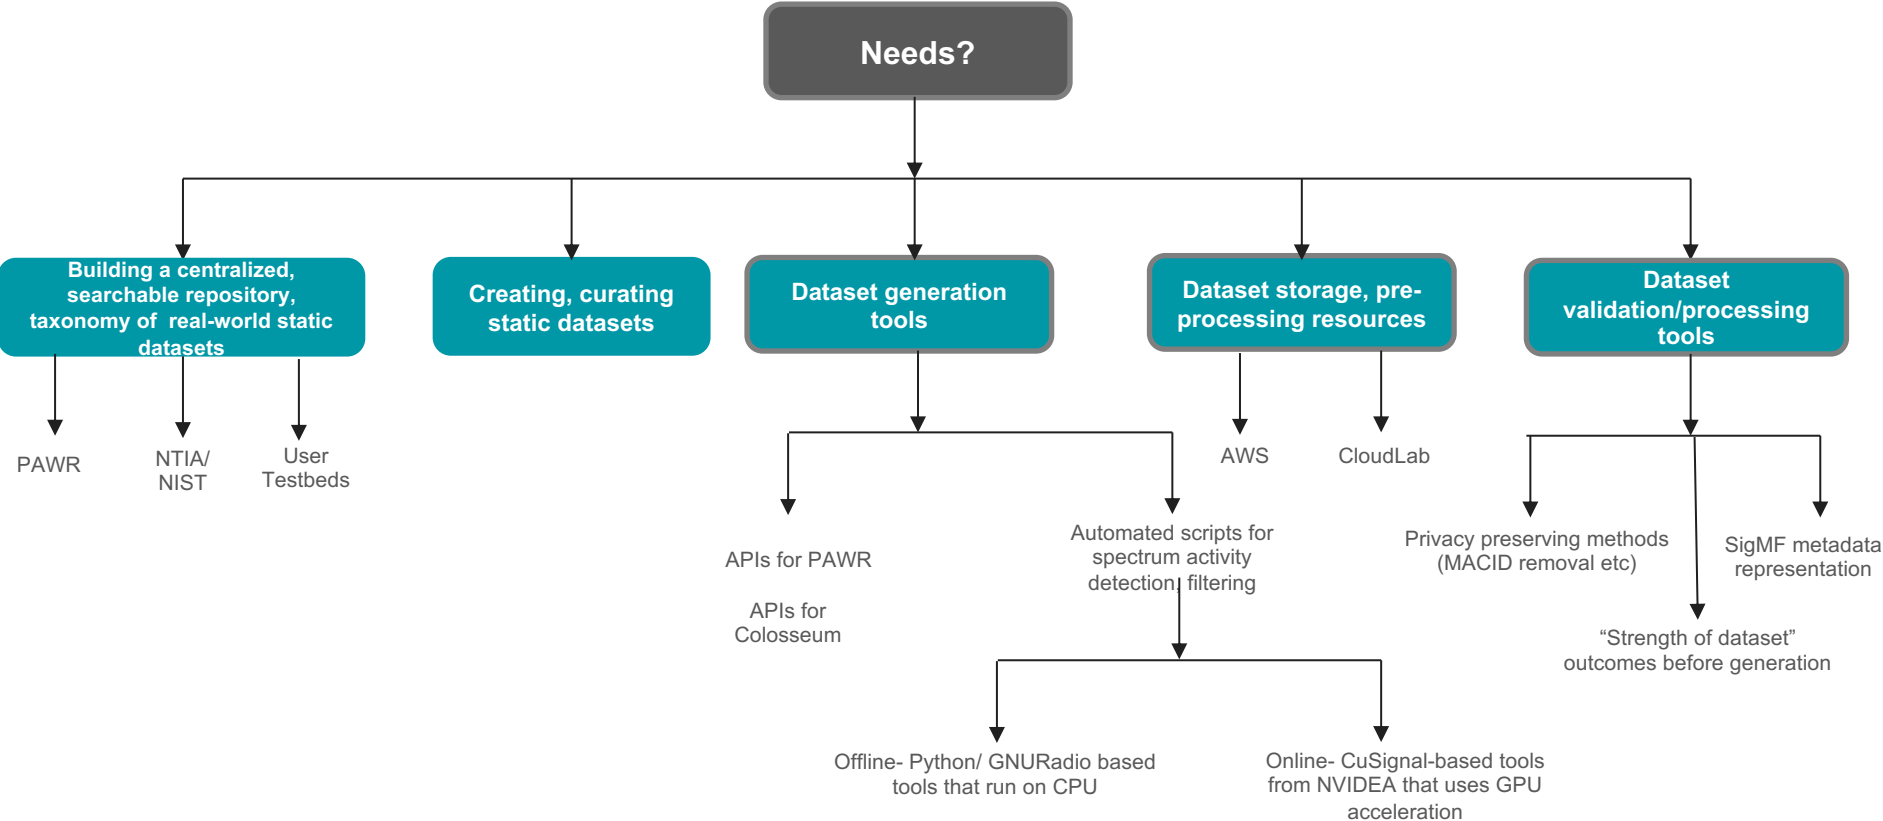 Needs?
Building a centralized,
searchable repository,
taxonomy of real-world static
datasets
Creating, curating
static datasets
Dataset generation
tools
Dataset storage, pre-
processing resources
Dataset
validation/processing
tools
PAWR
NTIA/
NIST
User
Testbeds
APIs for PAWR
APIs for
Colosseum
Automated scripts for
spectrum activity
detection, filtering
AWS
CloudLab
Privacy preserving methods
(MACID removal etc)
SigMF metadata
representation
“Strength of dataset”
outcomes before generation
Offline- Python/ GNURadio based
tools that run on CPU
Online- CuSignal-based tools
from NVIDEA that uses GPU
acceleration